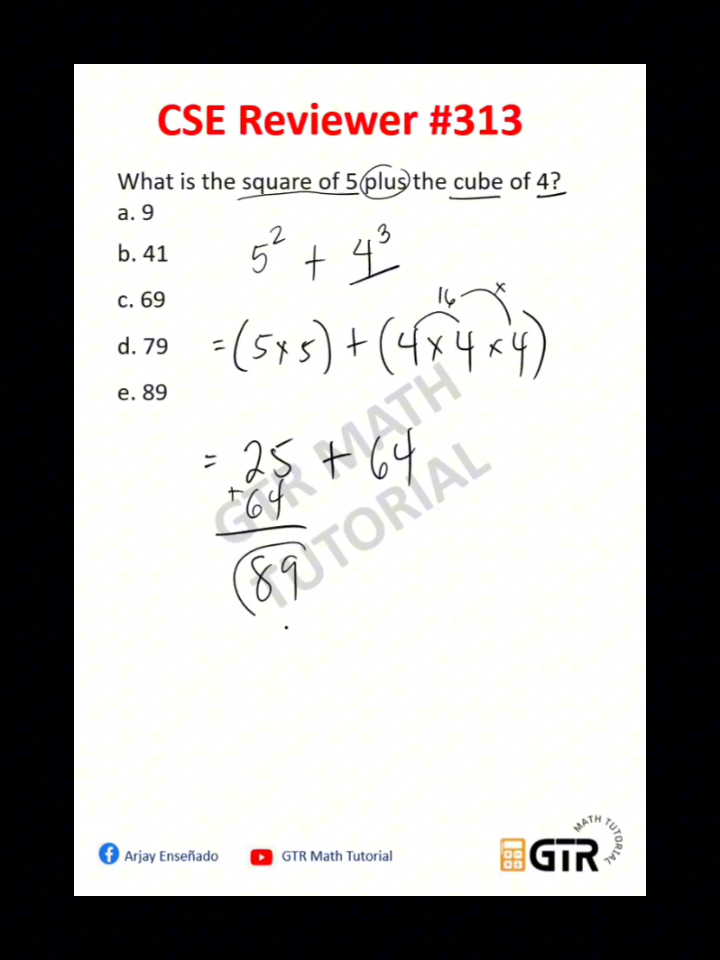 CSE Reviewer #313
What is the square of 5 plus the cube of 4?
a. 9
b. 41
c. 69
d. 79
e. 89
5² + 4³
16 x
= (5 x 5) + (4 x 4 x 4)
= 25 + 64
+64
89
GTR MATH
TUTORIAL
Arjay Enseñado
GTR Math Tutorial
GTR
MATH TUTORIAL